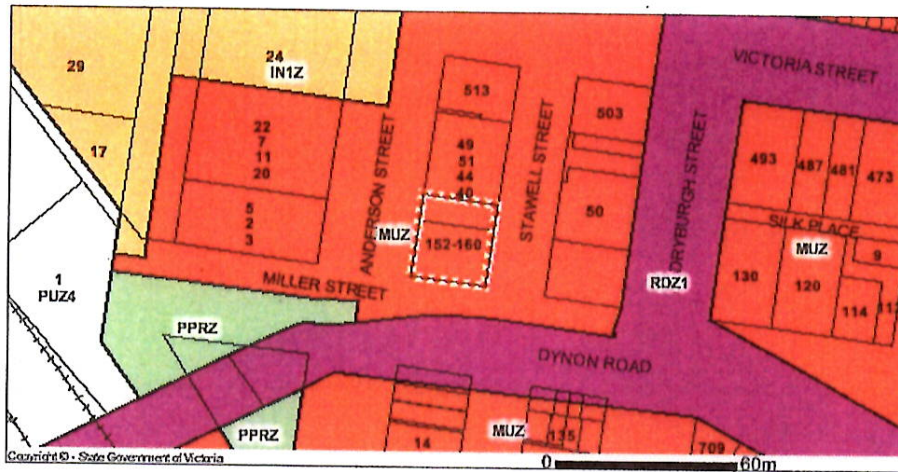 29
17
24
IN1Z
22
7
11
20
5
2
3
1
PUZ4
PPRZ
PPRZ
MILLER STREET
ANDERSON STREET
MUZ
513
49
51
44
40
152-160
STAWELL STREET
503
50
DRYBURGH STREET
RDZ1
VICTORIA STREET
493
487
481
473
SILK PLACE
MUZ
9
130
120
114
DYNON ROAD
14
MUZ
135
709
Copyright © - State Government of Victoria
0
60m